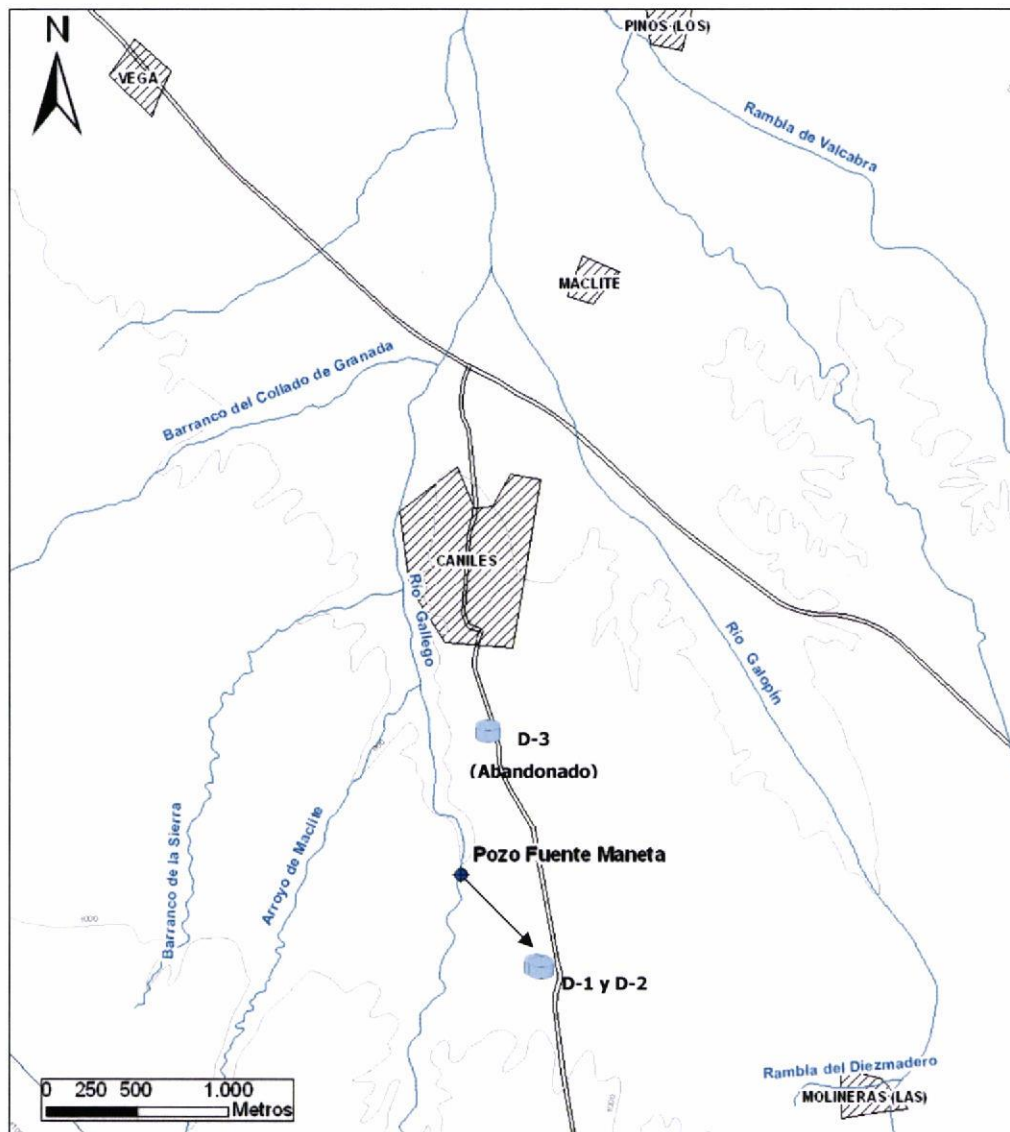 N
PINOS (LOS)
VEGA
Rambla de Valcabra
MACLITE
Barranco del Collado de Granada
CANILES
Río Gallego
Río Galopín
D-3
(Abandonado)
Pozo Fuente Maneta
Barranco de la Sierra
Arroyo de Maclite
1000
D-1 y D-2
Rambla del Diezmadero
MOLINERAS (LAS)
1000
0 250 500 1.000
Metros